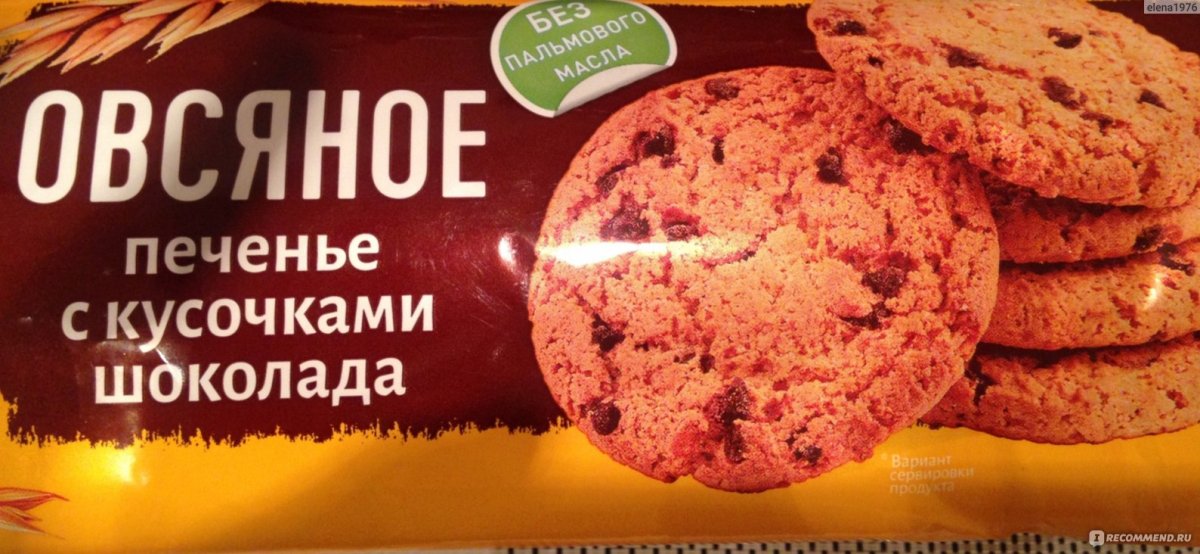 elena1976
БЕЗ
ПАЛЬМОВОГО
МАСЛА
ОВСЯНОЕ
печенье
с кусочками
шоколада
* Вариант
сервировки
продукта
I RECOMMEND.RU